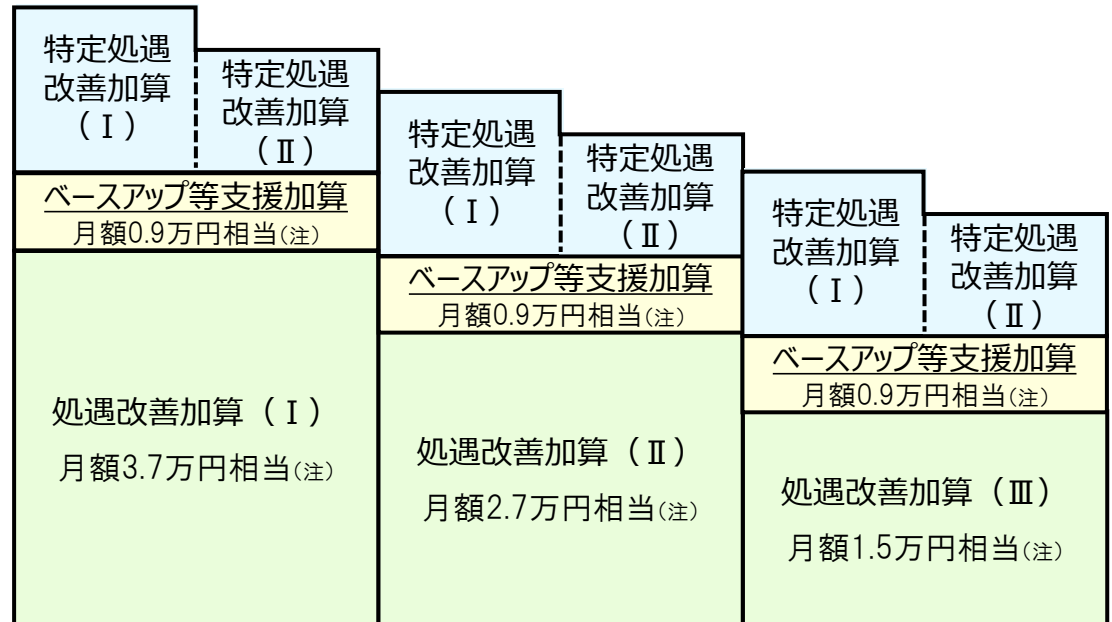 特定処遇
改善加算
（Ⅰ）
特定処遇
改善加算
（Ⅱ）
ベースアップ等支援加算
月額0.9万円相当(注)
処遇改善加算（Ⅰ）
月額3.7万円相当(注)
特定処遇
改善加算
（Ⅰ）
特定処遇
改善加算
（Ⅱ）
ベースアップ等支援加算
月額0.9万円相当(注)
処遇改善加算（Ⅱ）
月額2.7万円相当(注)
特定処遇
改善加算
（Ⅰ）
特定処遇
改善加算
（Ⅱ）
ベースアップ等支援加算
月額0.9万円相当(注)
処遇改善加算（Ⅲ）
月額1.5万円相当(注)